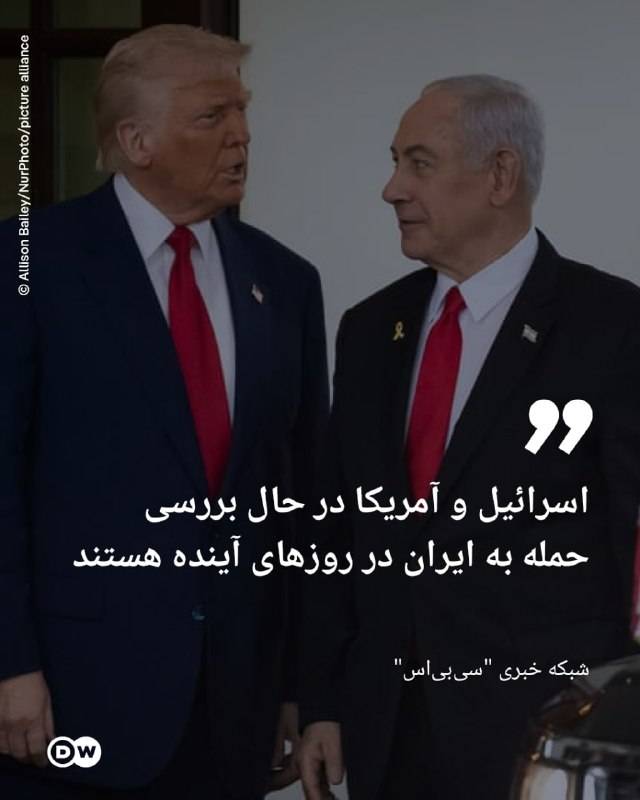 © Allison Bailey/NurPhoto/picture alliance
اسرائیل و آمریکا در حال بررسی
حمله به ایران در روزهای آینده هستند
شبکه خبری "سی‌بی‌اس"
DW